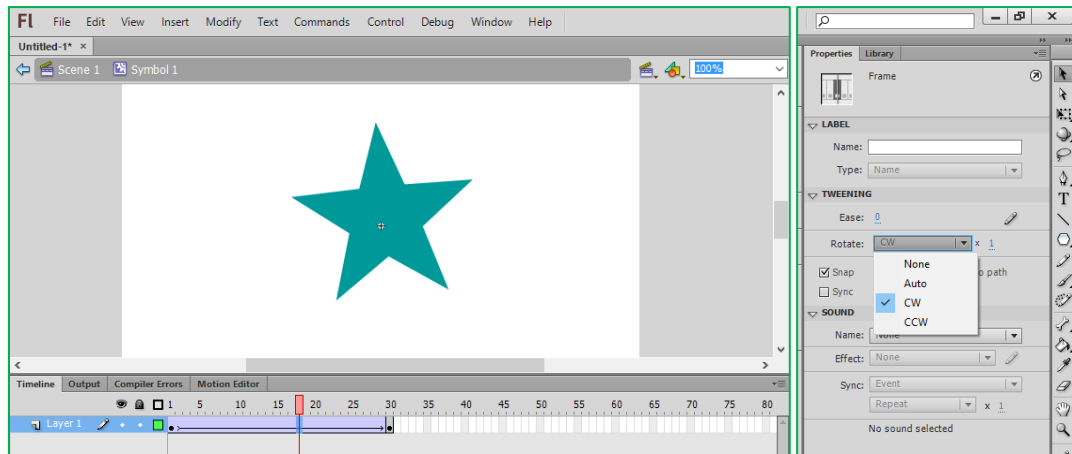 Fl File Edit View Insert Modify Text Commands Control Debug Window Help
Untitled-1* ×
Scene 1 Symbol 1 100%
Timeline Output Compiler Errors Motion Editor
1 5 10 15 20 25 30 35 40 45 50 55 60 65 70 75 80
Layer 1
Properties Library
Frame
LABEL
Name:
Type: Name
TWEENING
Ease: 0
Rotate: CW x 1
None
Auto
CW
CCW
Snap o path
Sync
SOUND
Name: None
Effect: None
Sync: Event
Repeat x 1
No sound selected
T